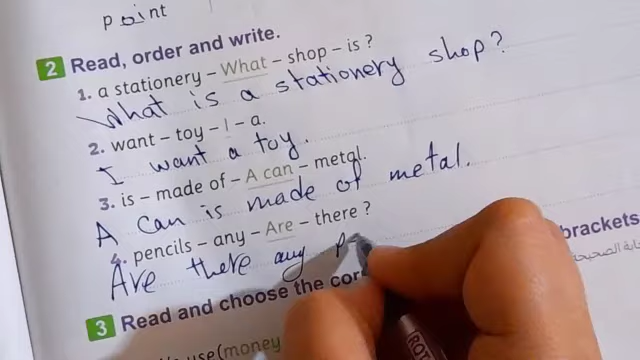 point
2 Read, order and write.
1. a stationery – What – shop – is ?
What is a stationery shop?
2. want – toy – I – a.
I want a toy.
3. is – made of – A can – metal.
A can is made of metal.
4. pencils – any – Are – there ?
Are there any
3 Read and choose the
brackets
use (money